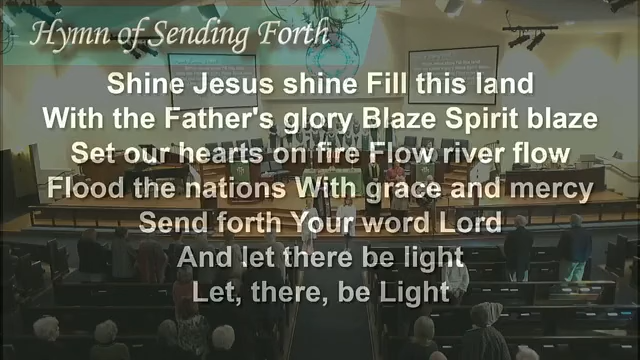 Hymn of Sending Forth
Shine Jesus shine Fill this land
With the Father's glory Blaze Spirit blaze
Set our hearts on fire Flow river flow
Flood the nations With grace and mercy
Send forth Your word Lord
And let there be light
Let, there, be Light